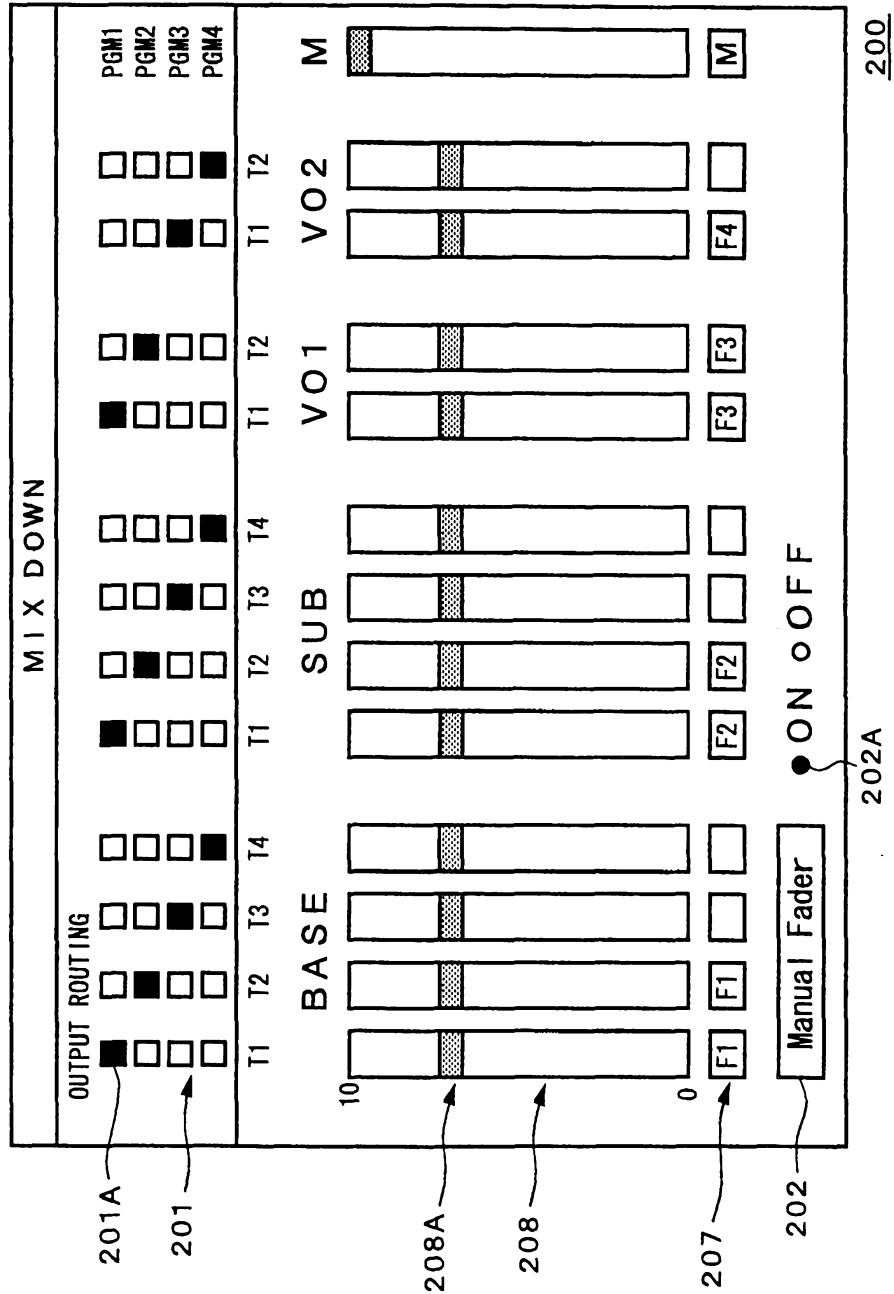 MIX DOWN
OUTPUT ROUTING
PGM1
PGM2
PGM3
PGM4
T1 T2 T3 T4 T1 T2 T3 T4 T1 T2 T1 T2
BASE SUB VO1 VO2 M
10
0
F1 F1 F2 F2 F3 F3 F4 M
Manual Fader ON OFF
201A
201
208A
208
207
202
202A
200